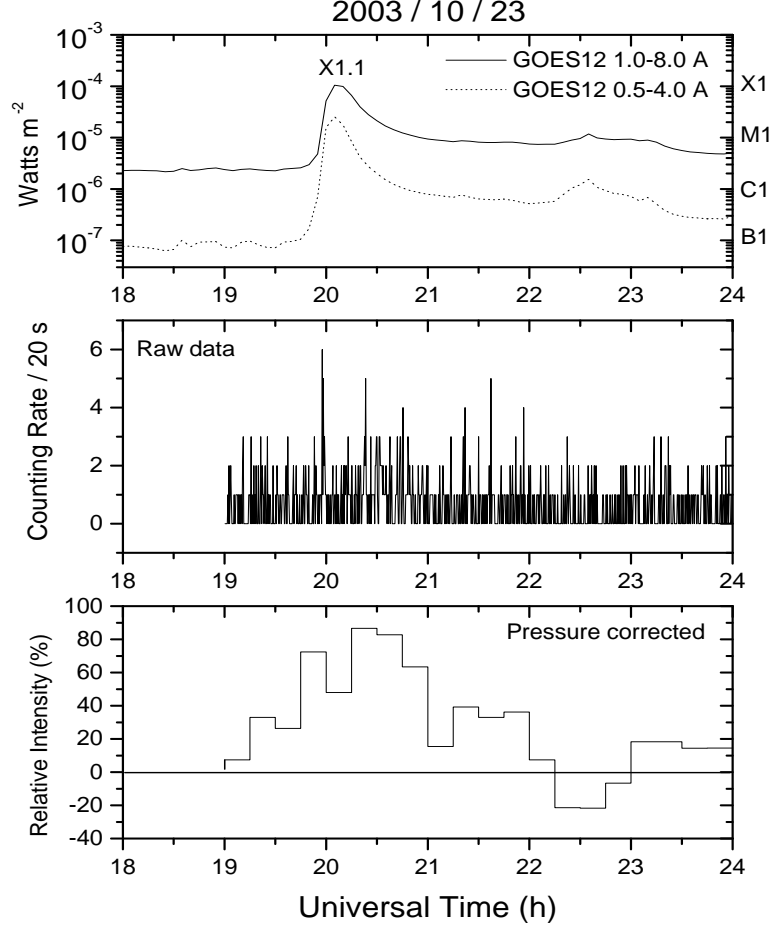 2003 / 10 / 23
10^-3
10^-4
10^-5
10^-6
10^-7
Watts m^-2
X1.1
GOES12 1.0-8.0 A
GOES12 0.5-4.0 A
X1
M1
C1
B1
18 19 20 21 22 23 24
Counting Rate / 20 s
6
4
2
0
Raw data
18 19 20 21 22 23 24
Relative Intensity (%)
100
80
60
40
20
0
-20
-40
Pressure corrected
18 19 20 21 22 23 24
Universal Time (h)